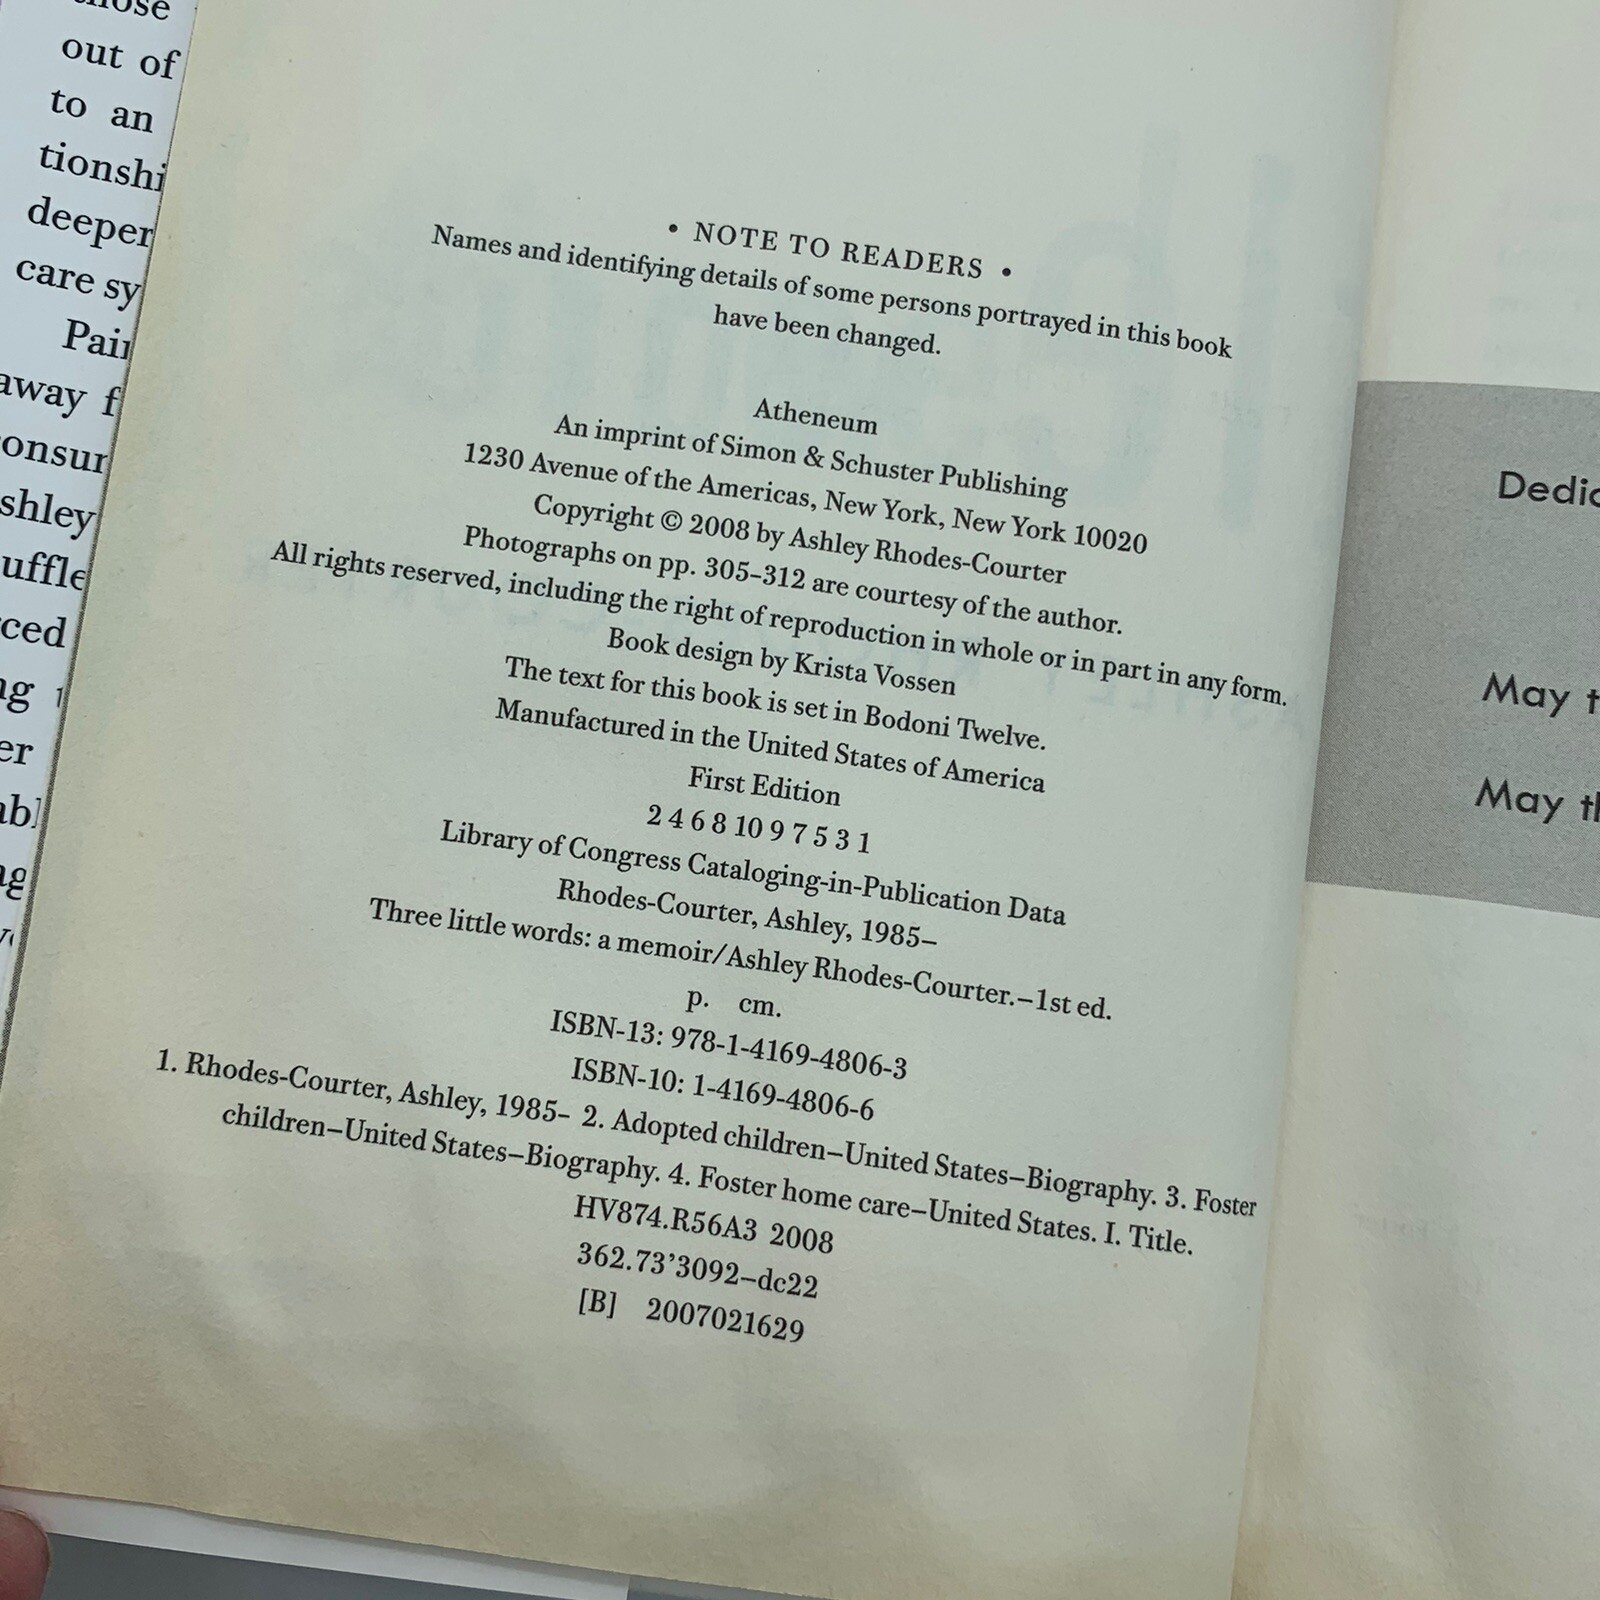 out of
to an
deeper
care sy
away f
• NOTE TO READERS •
Names and identifying details of some persons portrayed in this book
have been changed.
Atheneum
An imprint of Simon & Schuster Publishing
1230 Avenue of the Americas, New York, New York 10020
Copyright © 2008 by Ashley Rhodes-Courter
Photographs on pp. 305–312 are courtesy of the author.
All rights reserved, including the right of reproduction in whole or in part in any form.
Book design by Krista Vossen
The text for this book is set in Bodoni Twelve.
Manufactured in the United States of America
First Edition
2 4 6 8 10 9 7 5 3 1
Library of Congress Cataloging-in-Publication Data
Rhodes-Courter, Ashley, 1985–
Three little words: a memoir/Ashley Rhodes-Courter.–1st ed.
p. cm.
ISBN-13: 978-1-4169-4806-3
ISBN-10: 1-4169-4806-6
1. Rhodes-Courter, Ashley, 1985– 2. Adopted children–United States–Biography. 3. Foster
children–United States–Biography. 4. Foster home care–United States. I. Title.
HV874.R56A3 2008
362.73'3092–dc22
[B] 2007021629
Dedic
May t
May th